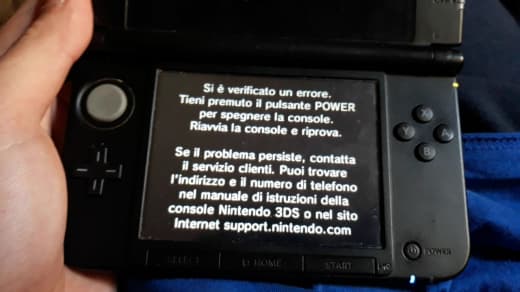 Si è verificato un errore.
Tieni premuto il pulsante POWER
per spegnere la console.
Riavvia la console e riprova.
Se il problema persiste, contatta
il servizio clienti. Puoi trovare
l'indirizzo e il numero di telefono
nel manuale di istruzioni della
console Nintendo 3DS o nel sito
Internet support.nintendo.com
X
Y
A
B
POWER
SELECT
HOME
START